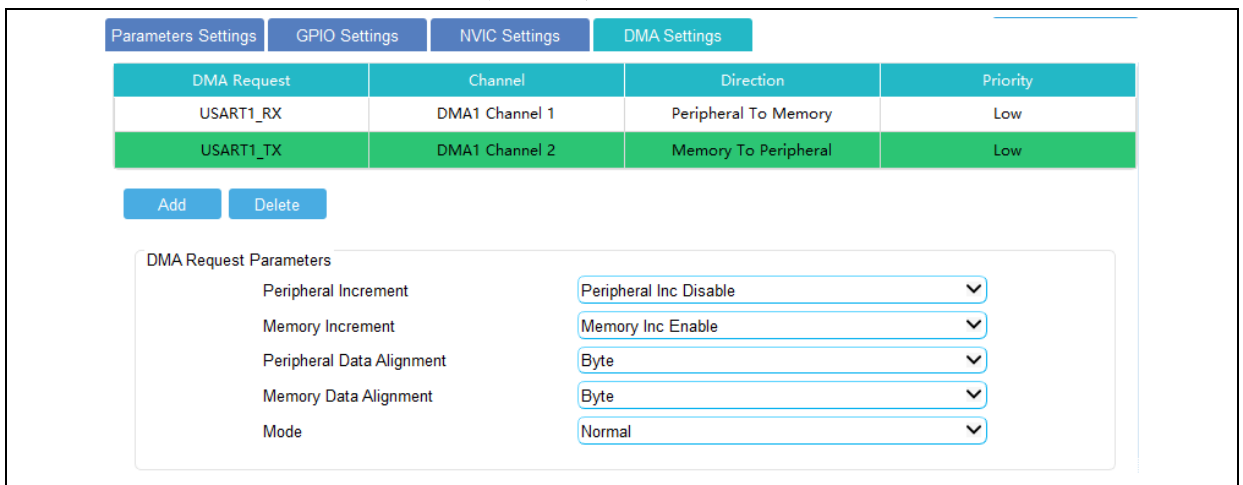 Parameters Settings GPIO Settings NVIC Settings DMA Settings
DMA Request Channel Direction Priority
USART1_RX DMA1 Channel 1 Peripheral To Memory Low
USART1_TX DMA1 Channel 2 Memory To Peripheral Low
Add Delete
DMA Request Parameters
Peripheral Increment Peripheral Inc Disable
Memory Increment Memory Inc Enable
Peripheral Data Alignment Byte
Memory Data Alignment Byte
Mode Normal